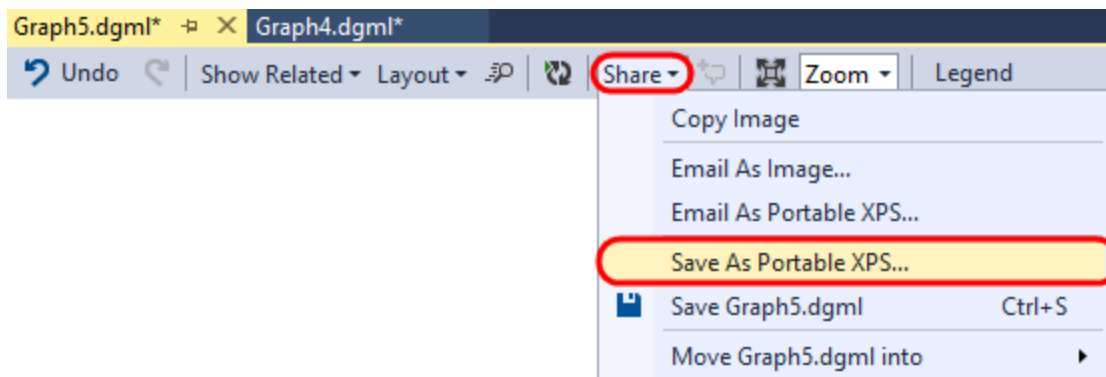 Graph5.dgml* Graph4.dgml*
Undo Show Related Layout Share Zoom Legend
Copy Image
Email As Image...
Email As Portable XPS...
Save As Portable XPS...
Save Graph5.dgml Ctrl+S
Move Graph5.dgml into